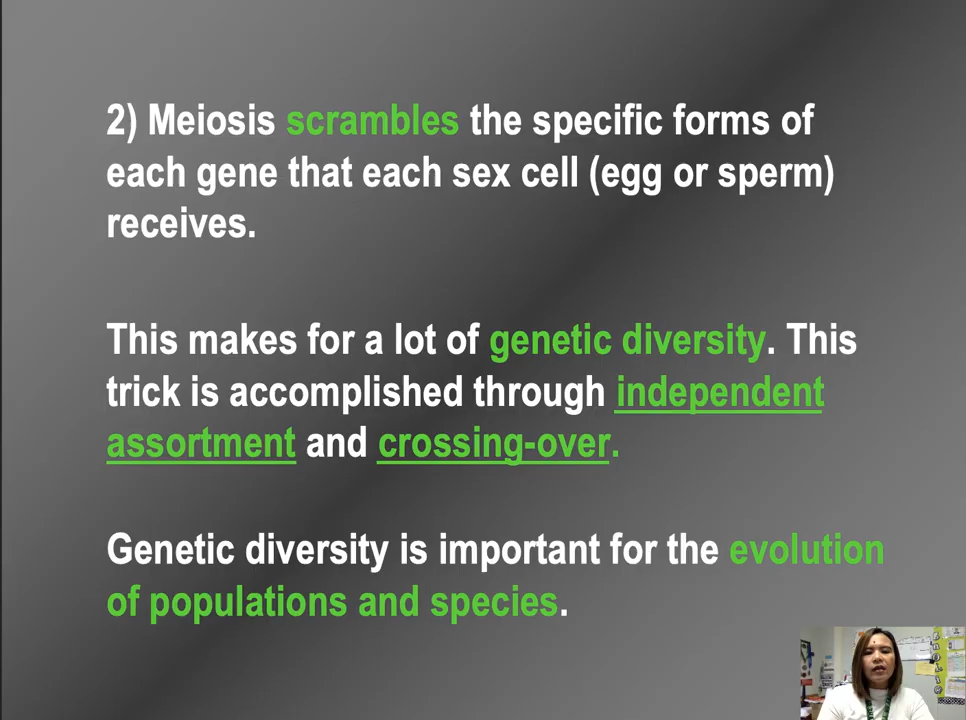 2) Meiosis scrambles the specific forms of
each gene that each sex cell (egg or sperm)
receives.
This makes for a lot of genetic diversity. This
trick is accomplished through independent
assortment and crossing-over.
Genetic diversity is important for the evolution
of populations and species.